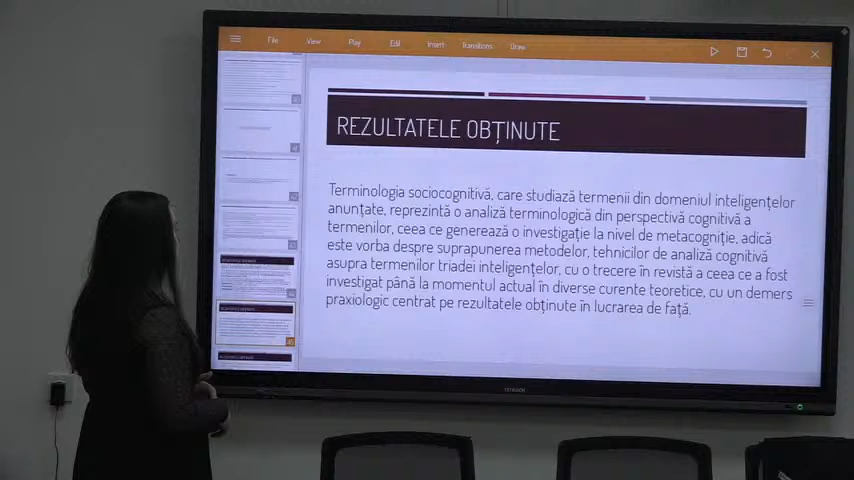 File View Play Edit Insert Transitions Draw
REZULTATELE OBȚINUTE
Terminologia sociocognitivă, care studiază termenii din domeniul inteligențelor
anunțate, reprezintă o analiză terminologică din perspectivă cognitivă a
termenilor, ceea ce generează o investigație la nivel de metacogniție, adică
este vorba despre suprapunerea metodelor, tehnicilor de analiză cognitivă
asupra termenilor triadei inteligențelor, cu o trecere în revistă a ceea ce a fost
investigat până la momentul actual în diverse curente teoretice, cu un demers
praxiologic centrat pe rezultatele obținute în lucrarea de față.